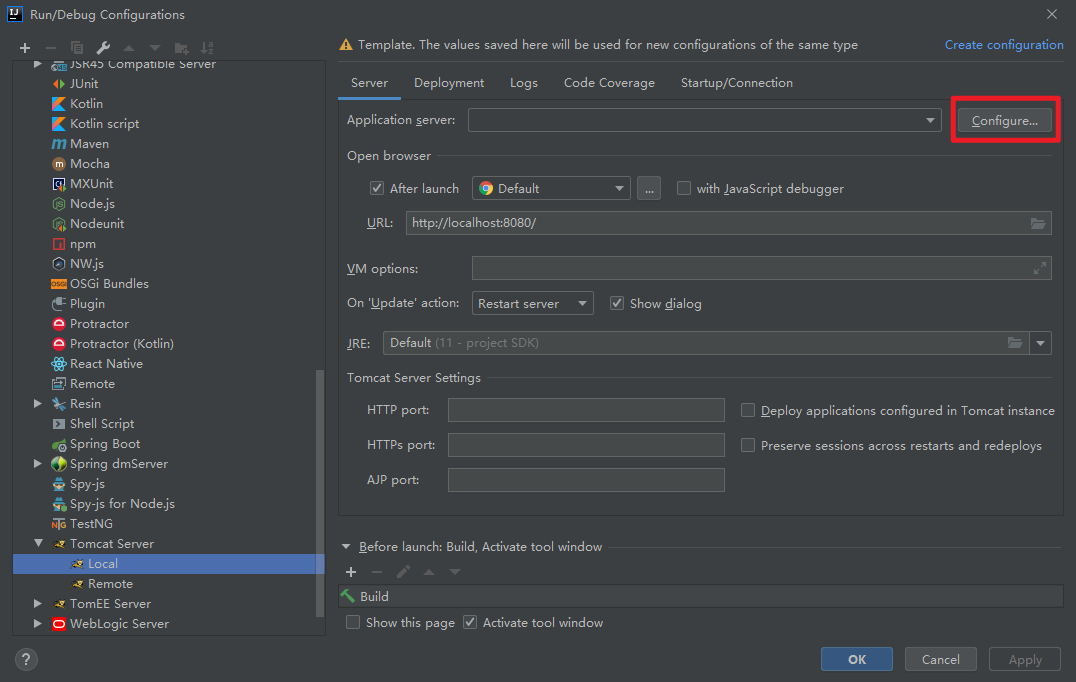 Run/Debug Configurations
JSR45 Compatible Server
JUnit
Kotlin
Kotlin script
Maven
Mocha
MXUnit
Node.js
Nodeunit
npm
NW.js
OSGi Bundles
Plugin
Protractor
Protractor (Kotlin)
React Native
Remote
Resin
Shell Script
Spring Boot
Spring dmServer
Spy-js
Spy-js for Node.js
TestNG
Tomcat Server
Local
Remote
TomEE Server
WebLogic Server
Template. The values saved here will be used for new configurations of the same type
Create configuration
Server Deployment Logs Code Coverage Startup/Connection
Application server: Configure...
Open browser
After launch Default ... with JavaScript debugger
URL: http://localhost:8080/
VM options:
On 'Update' action: Restart server Show dialog
JRE: Default (11 - project SDK)
Tomcat Server Settings
HTTP port: Deploy applications configured in Tomcat instance
HTTPs port: Preserve sessions across restarts and redeploys
AJP port:
Before launch: Build, Activate tool window
Build
Show this page Activate tool window
? OK Cancel Apply